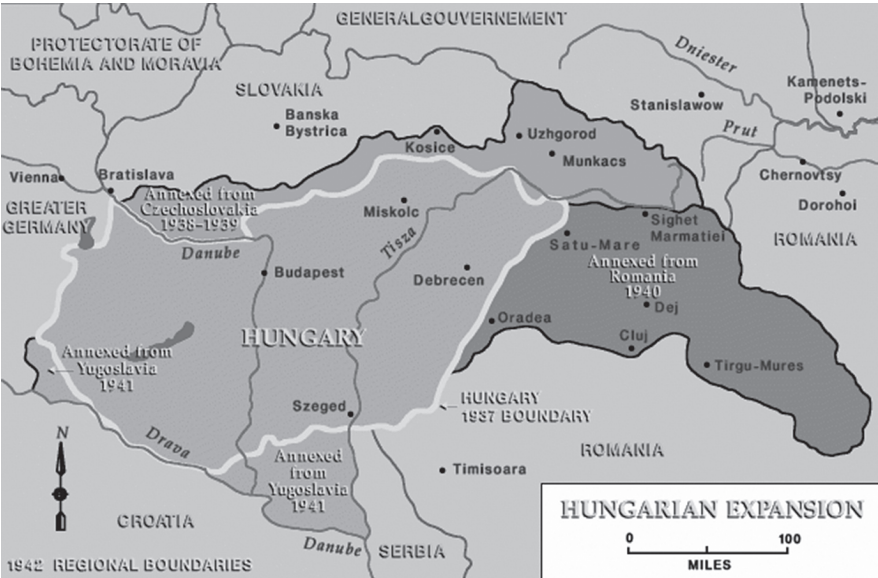 GENERALGOUVERNEMENT
PROTECTORATE OF
BOHEMIA AND MORAVIA
Dniester
Kamenets-
Podolski
SLOVAKIA
Stanislawow
Banska
Bystrica
Uzhgorod
Prut
Kosice
Munkacs
Vienna
Bratislava
Chernovtsy
Annexed from
Czechoslovakia
1938-1939
Miskolc
Dorohoi
GREATER
GERMANY
Sighet
Marmatiei
ROMANIA
Danube
Tisza
Satu-Mare
Annexed from
Romania
1940
Budapest
Debrecen
Dej
Oradea
HUNGARY
Cluj
Annexed from
Yugoslavia
1941
Tirgu-Mures
HUNGARY
1937 BOUNDARY
Szeged
N
Drava
ROMANIA
Annexed
from
Yugoslavia
1941
Timisoara
CROATIA
HUNGARIAN EXPANSION
0 100
MILES
Danube
SERBIA
1942 REGIONAL BOUNDARIES